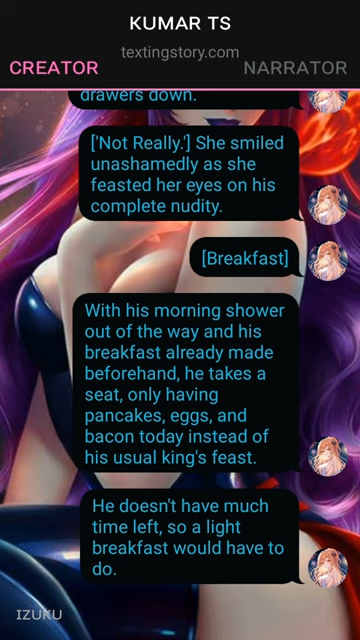 KUMAR TS
textingstory.com
CREATOR
NARRATOR
drawers down.
['Not Really.'] She smiled
unashamedly as she
feasted her eyes on his
complete nudity.
[Breakfast]
With his morning shower
out of the way and his
breakfast already made
beforehand, he takes a
seat, only having
pancakes, eggs, and
bacon today instead of
his usual king's feast.
He doesn't have much
time left, so a light
breakfast would have to
do.
IZUKU